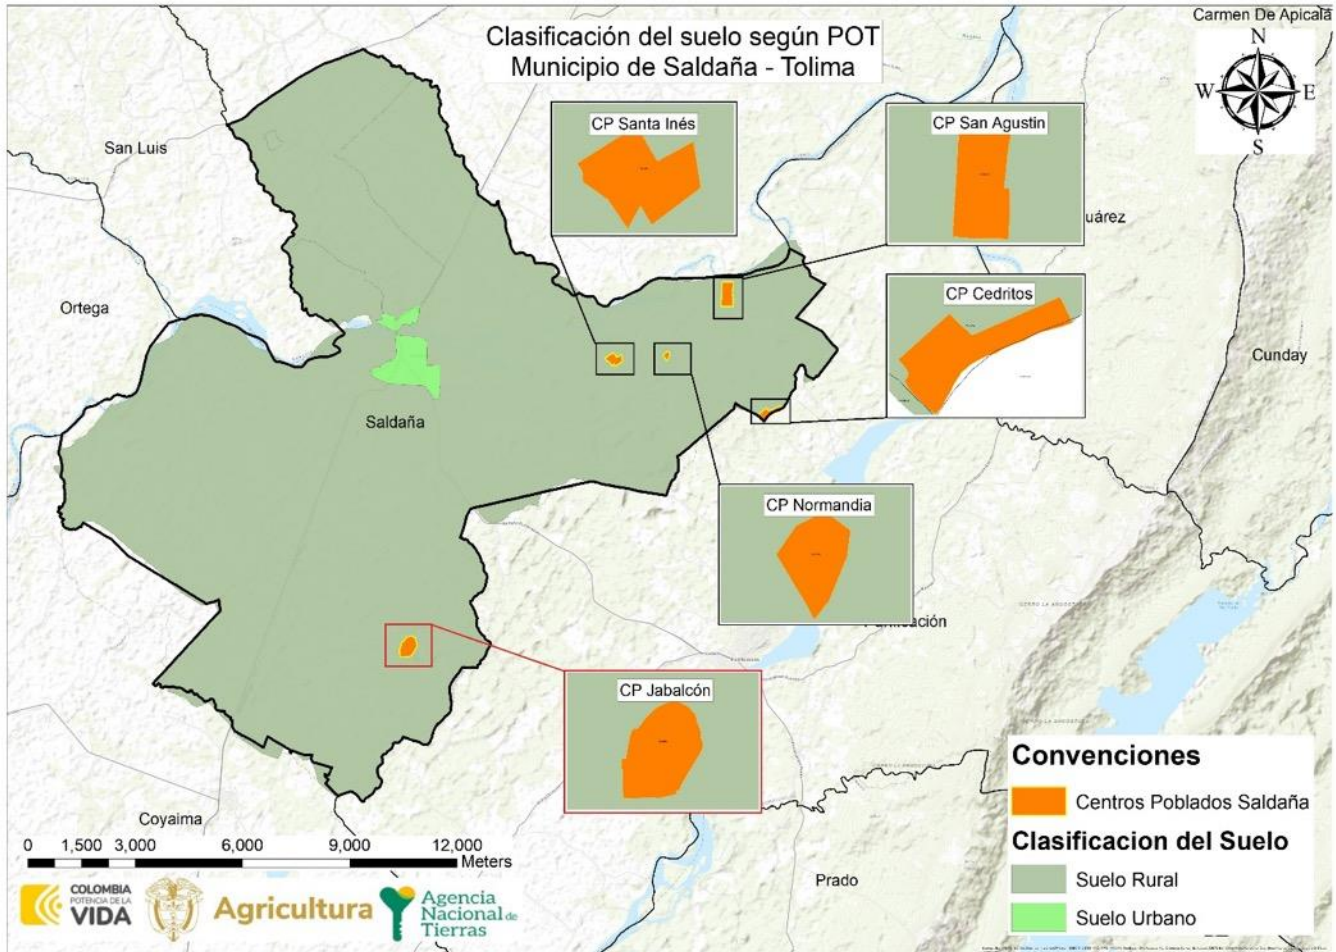 Clasificación del suelo según POT
Municipio de Saldaña - Tolima
Carmen De Apicalá
N
W E
S
San Luis
CP Santa Inés
CP San Agustin
uárez
CP Cedritos
Ortega
Cunday
Saldaña
CP Normandia
CP Jabalcón
Convenciones
Centros Poblados Saldaña
Clasificacion del Suelo
Suelo Rural
Suelo Urbano
Coyaima
Prado
0 1,500 3,000 6,000 9,000 12,000
Meters
COLOMBIA
POTENCIA DE LA
VIDA
Agricultura
Agencia
Nacional de
Tierras